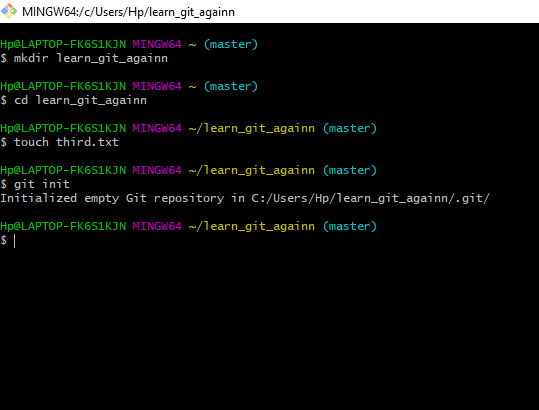 MINGW64:/c/Users/Hp/learn_git_againn
Hp@LAPTOP-FK6S1KJN MINGW64 ~ (master)
$ mkdir learn_git_againn
Hp@LAPTOP-FK6S1KJN MINGW64 ~ (master)
$ cd learn_git_againn
Hp@LAPTOP-FK6S1KJN MINGW64 ~/learn_git_againn (master)
$ touch third.txt
Hp@LAPTOP-FK6S1KJN MINGW64 ~/learn_git_againn (master)
$ git init
Initialized empty Git repository in C:/Users/Hp/learn_git_againn/.git/
Hp@LAPTOP-FK6S1KJN MINGW64 ~/learn_git_againn (master)
$